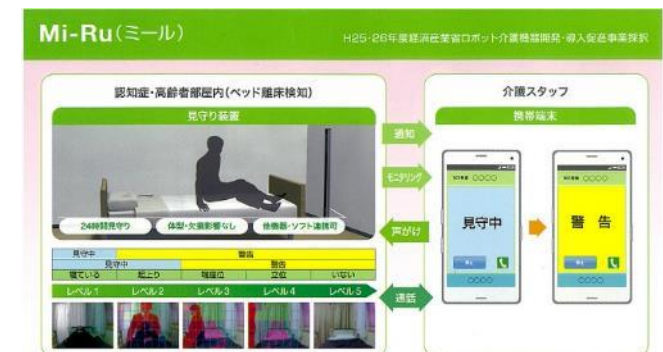 Mi-Ru(ミール)
H25-26年度経済産業省ロボット介護機器開発・導入促進事業採択
認知症・高齢者部屋内(ベッド離床検知)
見守り装置
24時間見守り
体型・欠損影響なし
他機器・ソフト連携可
見守中
警告
見守中
警告
寝ている
起上り
端座位
立位
いない
レベル1
レベル2
レベル3
レベル4
レベル5
通知
モニタリング
声がけ
通話
介護スタッフ
携帯端末
〇〇〇〇
見守中
〇〇〇〇
〇〇〇〇
警告
〇〇〇〇